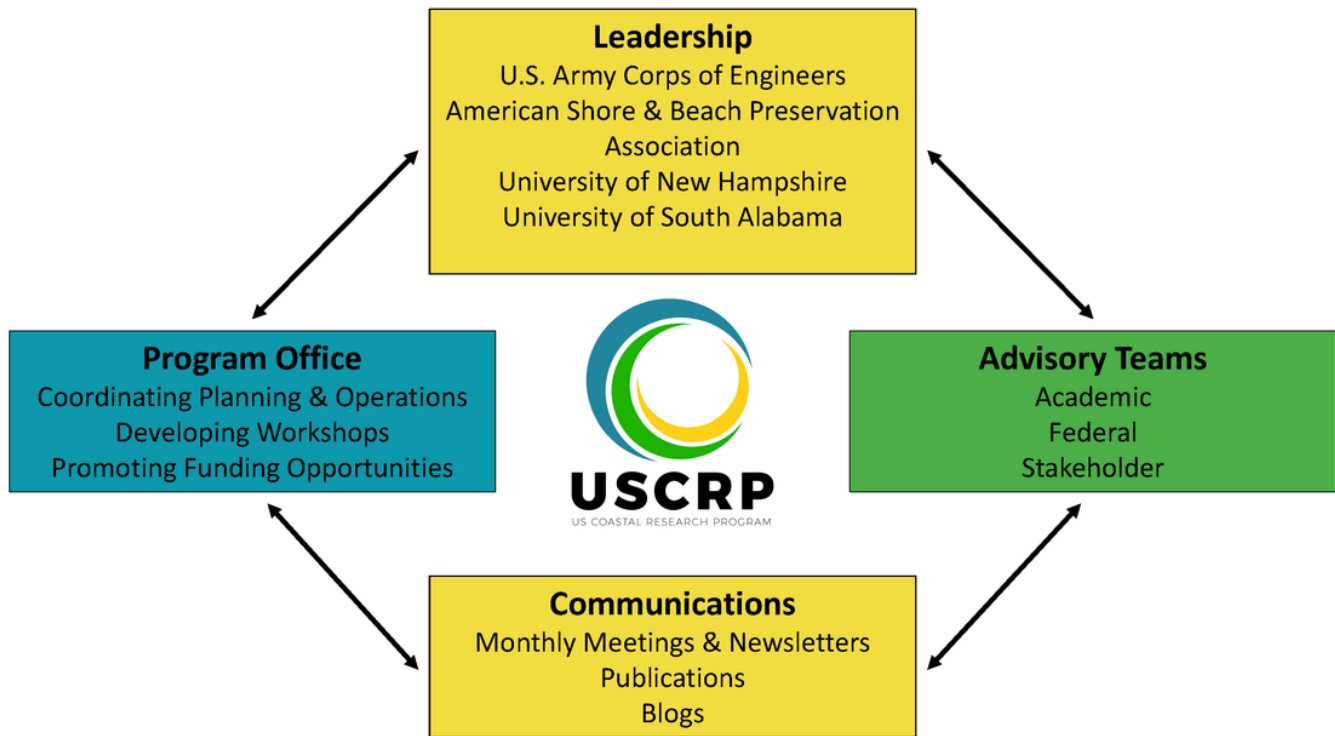 Leadership
U.S. Army Corps of Engineers
American Shore & Beach Preservation
Association
University of New Hampshire
University of South Alabama
Program Office
Coordinating Planning & Operations
Developing Workshops
Promoting Funding Opportunities
USCRP
US COASTAL RESEARCH PROGRAM
Advisory Teams
Academic
Federal
Stakeholder
Communications
Monthly Meetings & Newsletters
Publications
Blogs